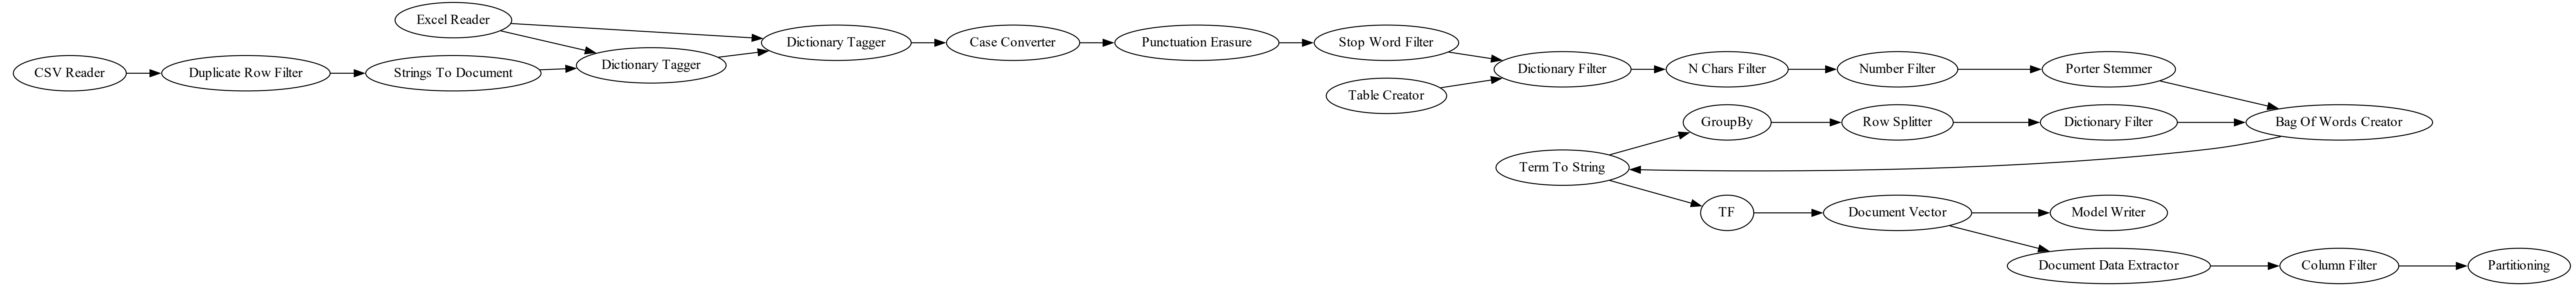 Excel Reader
CSV Reader
Duplicate Row Filter
Strings To Document
Dictionary Tagger
Dictionary Tagger
Case Converter
Punctuation Erasure
Stop Word Filter
Table Creator
Dictionary Filter
N Chars Filter
Number Filter
Porter Stemmer
Bag Of Words Creator
Term To String
GroupBy
Row Splitter
Dictionary Filter
TF
Document Vector
Model Writer
Document Data Extractor
Column Filter
Partitioning